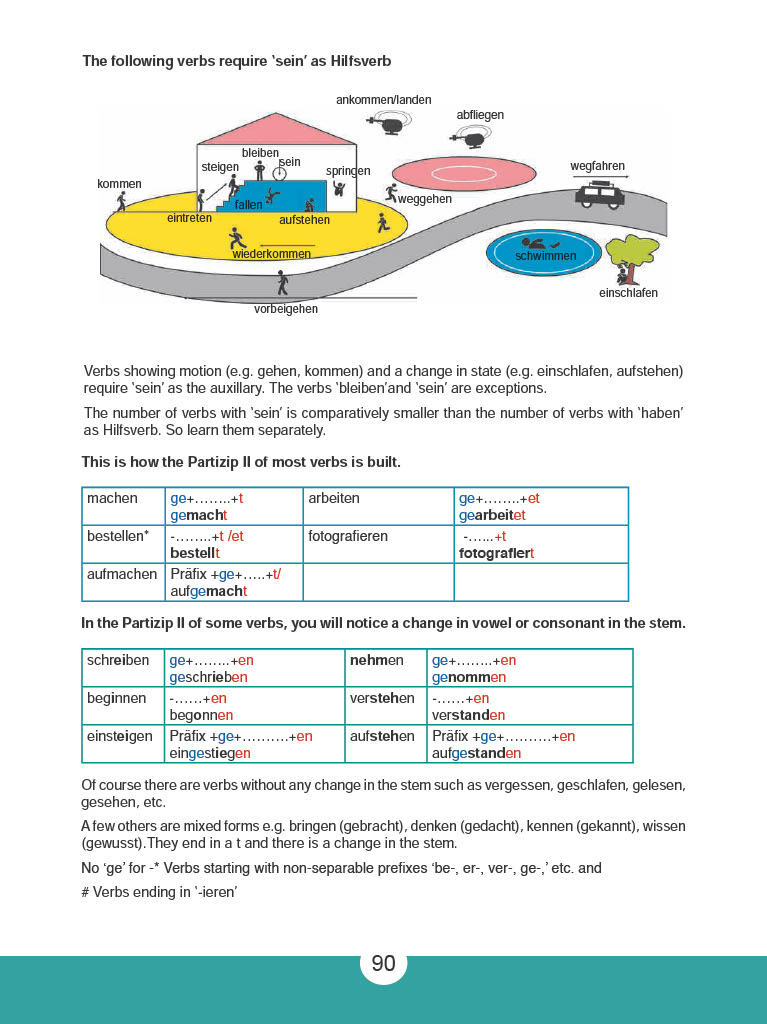 The following verbs require ‛sein’ as Hilfsverb
ankommen/landen
abfliegen
bleiben
steigen
sein
springen
wegfahren
kommen
weggehen
fallen
eintreten
aufstehen
wiederkommen
schwimmen
einschlafen
vorbeigehen
Verbs showing motion (e.g. gehen, kommen) and a change in state (e.g. einschlafen, aufstehen)
require ‛sein’ as the auxillary. The verbs ‛bleiben’and ‛sein’ are exceptions.
The number of verbs with ‛sein’ is comparatively smaller than the number of verbs with ‛haben’
as Hilfsverb. So learn them separately.
This is how the Partizip II of most verbs is built.
machen ge+……..+t arbeiten ge+……..+et
gemacht gearbeitet
bestellen* -……..+t /et fotografieren -…...+t
bestellt fotografiert
aufmachen Präfix +ge+…..+t/
aufgemacht
In the Partizip II of some verbs, you will notice a change in vowel or consonant in the stem.
schreiben ge+……..+en nehmen ge+……..+en
geschrieben genommen
beginnen -……+en verstehen -……+en
begonnen verstanden
einsteigen Präfix +ge+……….+en aufstehen Präfix +ge+……….+en
eingestiegen aufgestanden
Of course there are verbs without any change in the stem such as vergessen, geschlafen, gelesen,
gesehen, etc.
A few others are mixed forms e.g. bringen (gebracht), denken (gedacht), kennen (gekannt), wissen
(gewusst).They end in a t and there is a change in the stem.
No ‛ge’ for -* Verbs starting with non-separable prefixes ‛be-, er-, ver-, ge-,’ etc. and
# Verbs ending in ‛-ieren’
90